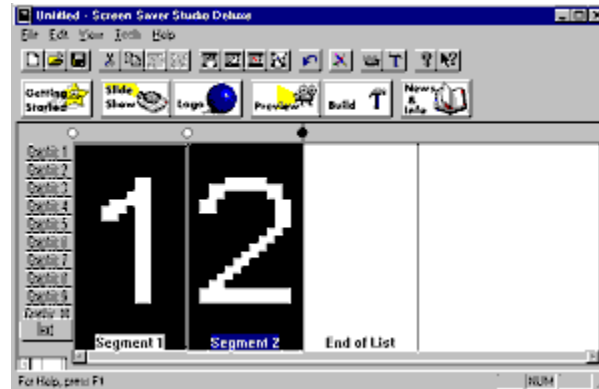 Untitled - Screen Saver Studio Deluxe
File Edit View Tools Help
Getting Started Slide Show Logo Preview Build News & Info
Graphic 1
Graphic 2
Graphic 3
Graphic 4
Graphic 5
Graphic 6
Graphic 7
Graphic 8
Graphic 9
Graphic 10
Text
1 2
Segment 1 Segment 2 End of List
For Help, press F1 NUM